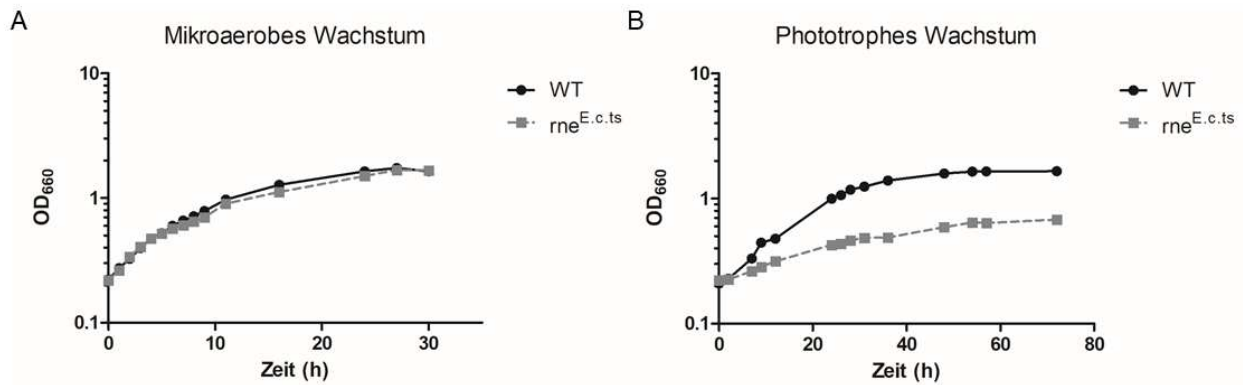 A
Mikroaerobes Wachstum
10
1
0.1
OD660
0
10
20
30
Zeit (h)
WT
rneE.c.ts
B
Phototrophes Wachstum
10
1
0.1
OD660
0
20
40
60
80
Zeit (h)
WT
rneE.c.ts